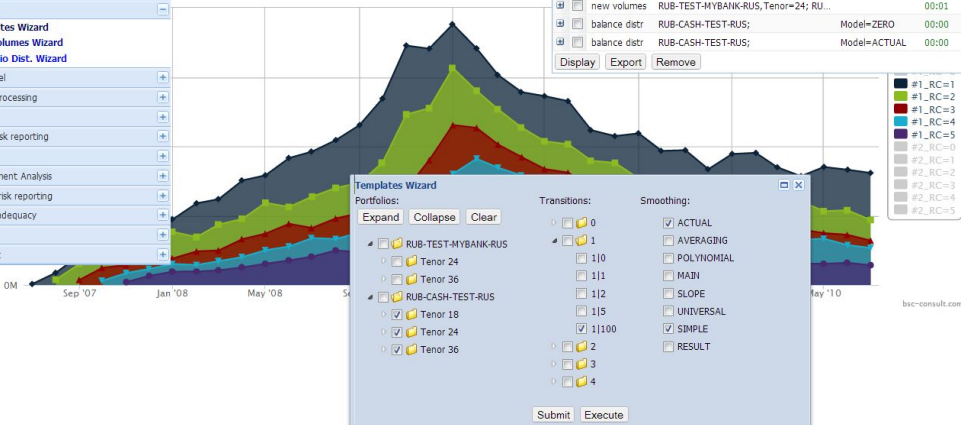 tes Wizard
olumes Wizard
io Dist. Wizard
el
rocessing
sk reporting
nent Analysis
risk reporting
dequacy
new volumes RUB-TEST-MYBANK-RUS,Tenor=24; RU... 00:01
balance distr RUB-CASH-TEST-RUS; Model=ZERO 00:00
balance distr RUB-CASH-TEST-RUS; Model=ACTUAL 00:00
Display Export Remove
#1_RC=1
#1_RC=2
#1_RC=3
#1_RC=4
#1_RC=5
#2_RC=0
#2_RC=1
#2_RC=2
#2_RC=3
#2_RC=4
#2_RC=5
Templates Wizard
Portfolios:
Expand Collapse Clear
RUB-TEST-MYBANK-RUS
Tenor 24
Tenor 36
RUB-CASH-TEST-RUS
Tenor 18
Tenor 24
Tenor 36
Transitions:
0
1
1|0
1|1
1|2
1|5
1|100
2
3
4
Smoothing:
ACTUAL
AVERAGING
POLYNOMIAL
MAIN
SLOPE
UNIVERSAL
SIMPLE
RESULT
Submit Execute
0M
Sep '07 Jan '08 May '08 Se May '10
bsc-consult.com